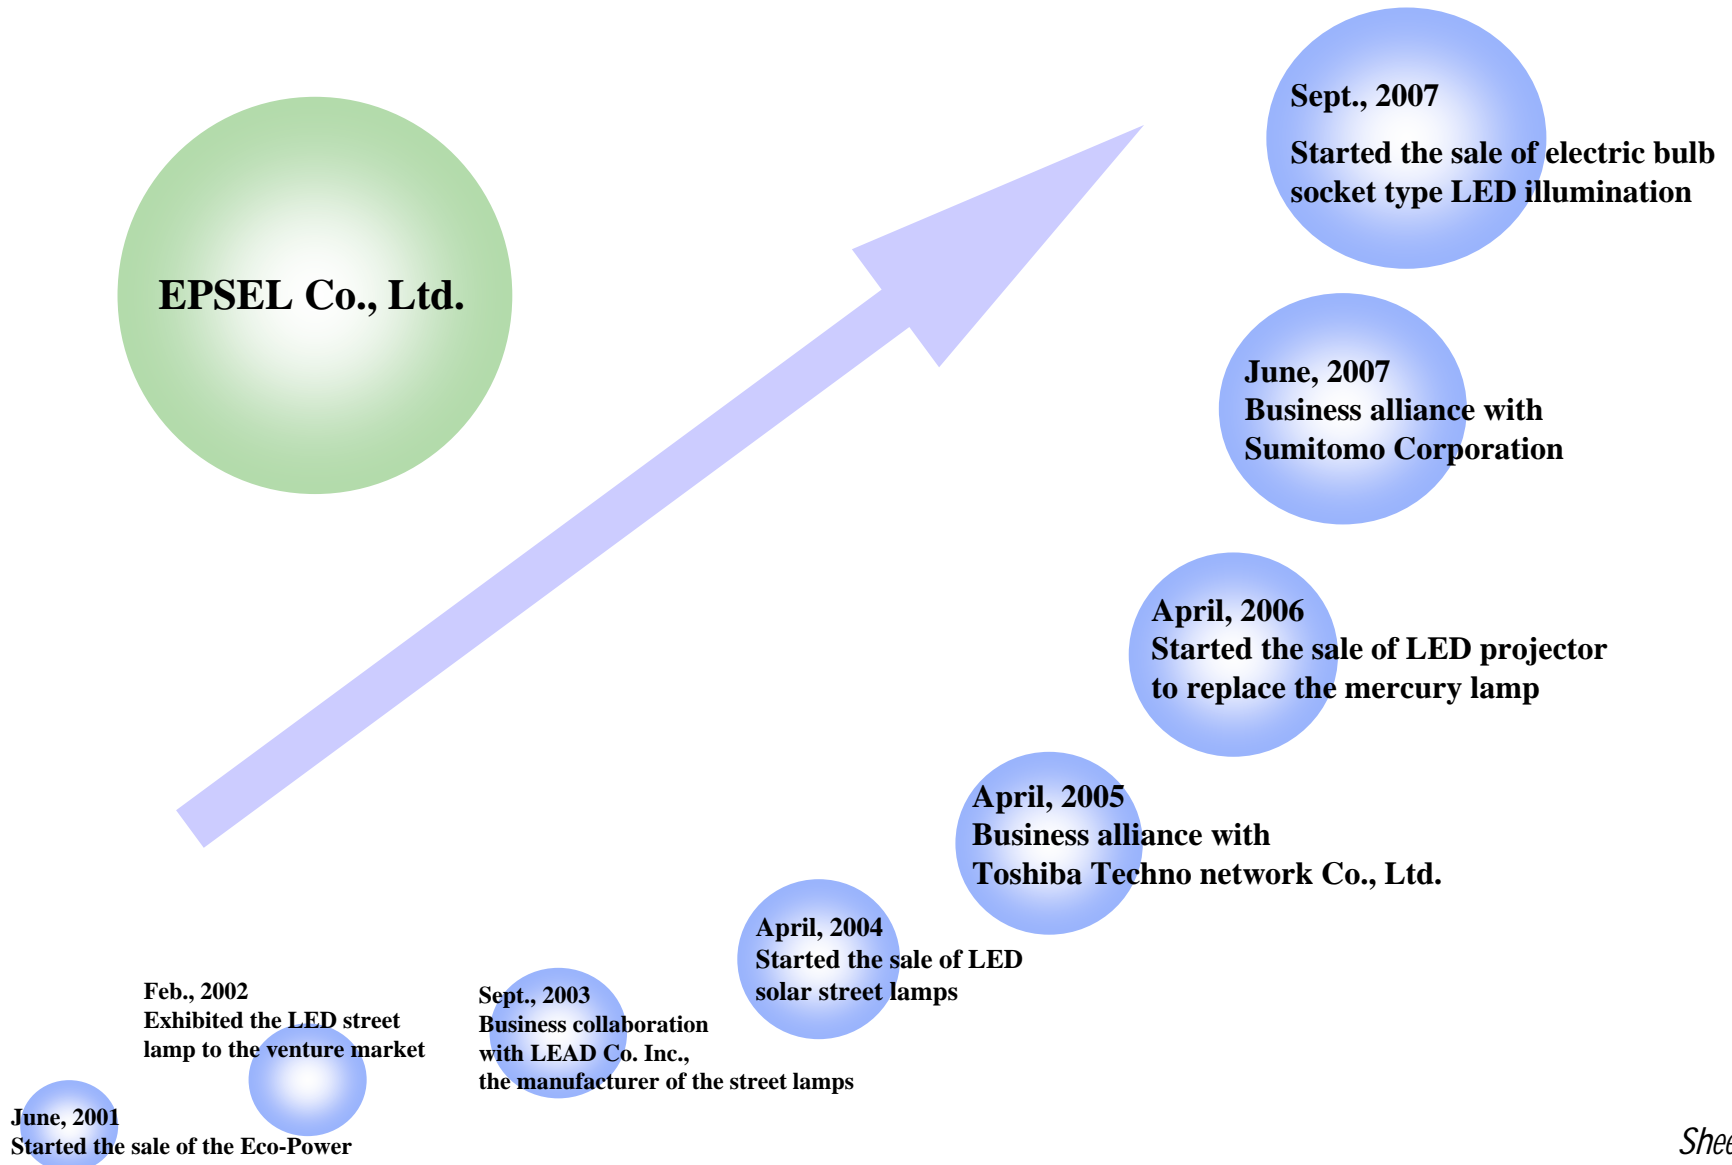 EPSEL Co., Ltd.
Sept., 2007
Started the sale of electric bulb
socket type LED illumination
June, 2007
Business alliance with
Sumitomo Corporation
April, 2006
Started the sale of LED projector
to replace the mercury lamp
April, 2005
Business alliance with
Toshiba Techno network Co., Ltd.
April, 2004
Started the sale of LED
solar street lamps
Sept., 2003
Business collaboration
with LEAD Co. Inc.,
the manufacturer of the street lamps
Feb., 2002
Exhibited the LED street
lamp to the venture market
June, 2001
Started the sale of the Eco-Power